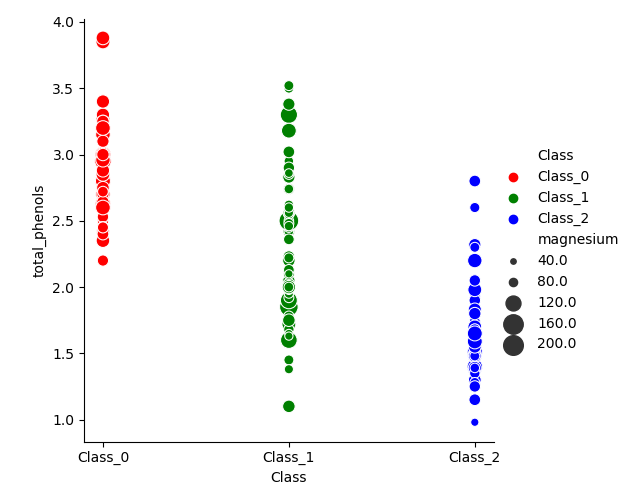 4.0
3.5
3.0
2.5
2.0
1.5
1.0
total_phenols
Class_0
Class_1
Class_2
Class
Class
Class_0
Class_1
Class_2
magnesium
40.0
80.0
120.0
160.0
200.0